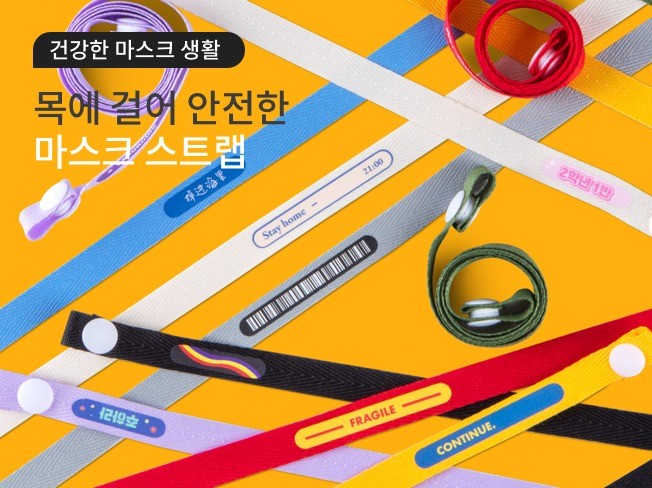 건강한 마스크 생활
목에 걸어 안전한
마스크 스트랩
Stay home –
21:00
2학년 1반
FRAGILE
CONTINUE.